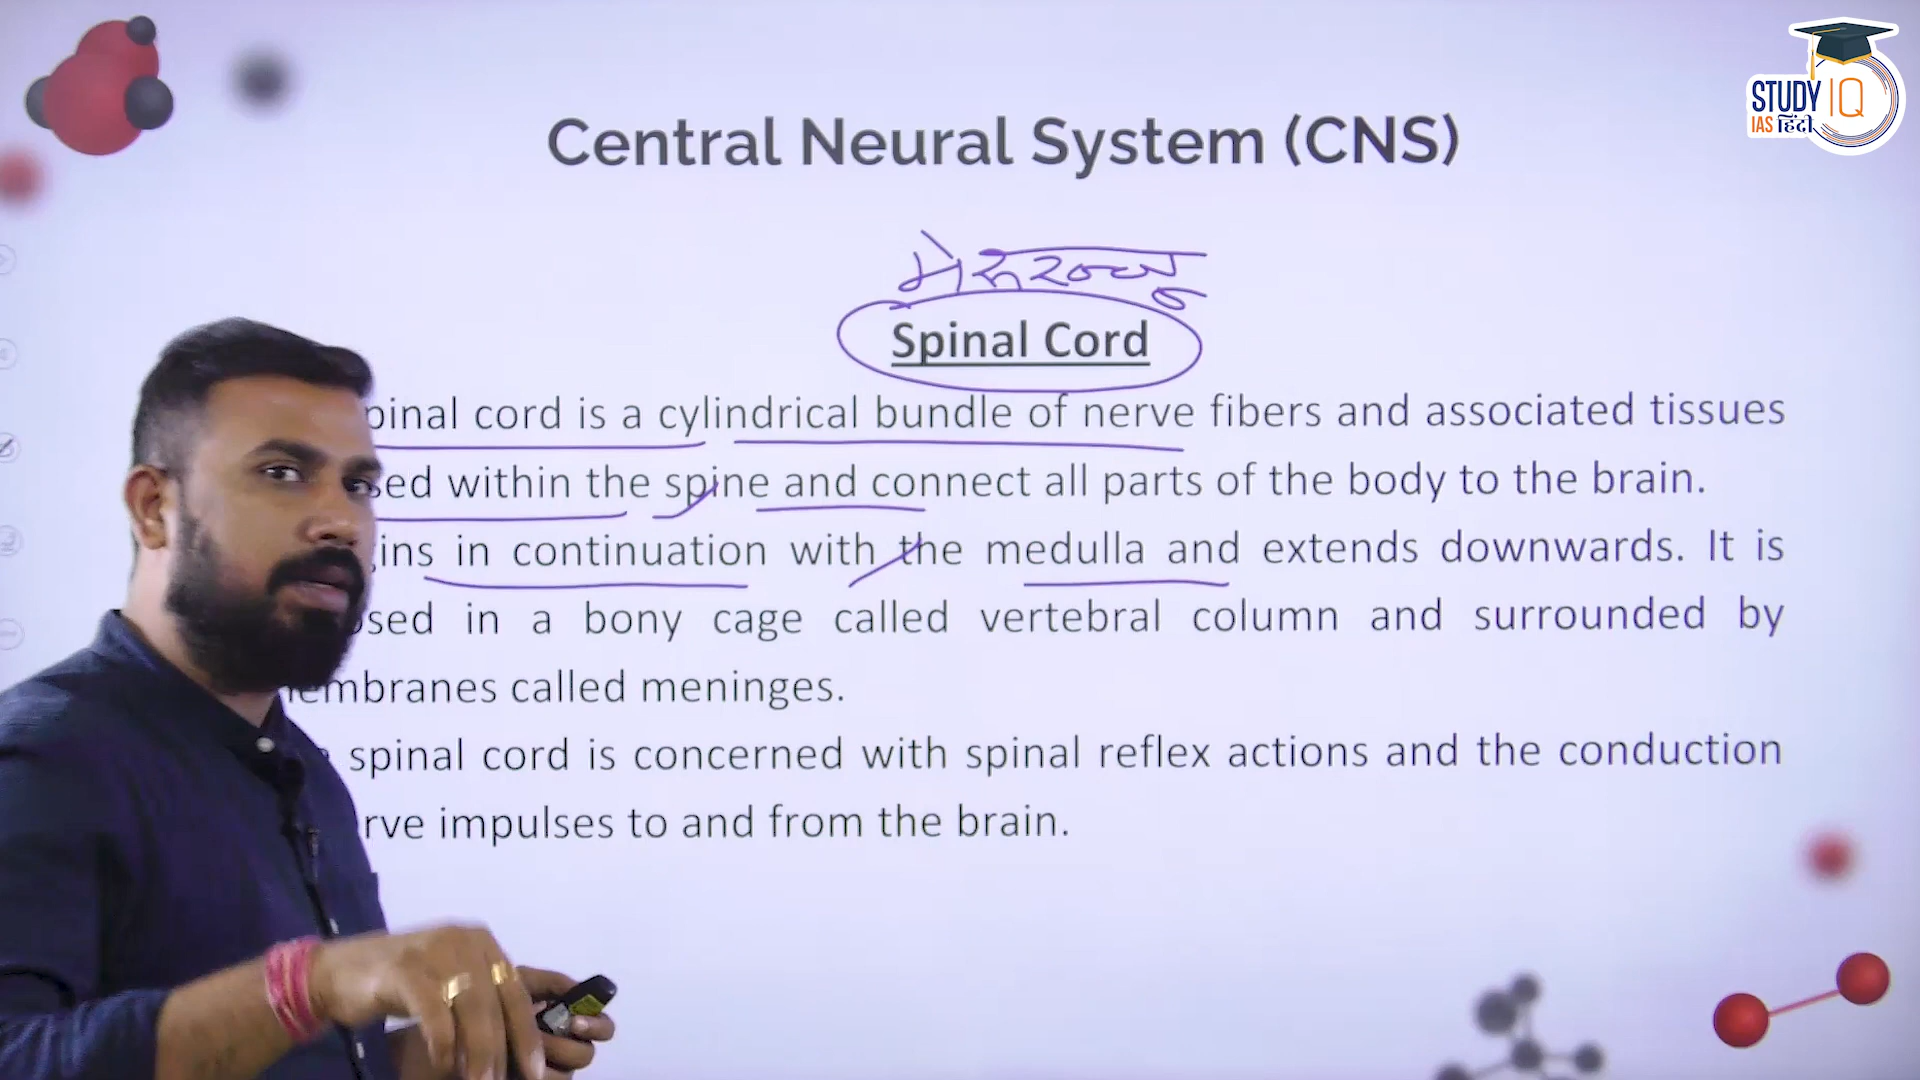 STUDY IQ
IAS हिंदी
Central Neural System (CNS)
मेरूरज्जु
Spinal Cord
pinal cord is a cylindrical bundle of nerve fibers and associated tissues
sed within the spine and connect all parts of the body to the brain.
ins in continuation with the medulla and extends downwards. It is
sed in a bony cage called vertebral column and surrounded by
embranes called meninges.
spinal cord is concerned with spinal reflex actions and the conduction
rve impulses to and from the brain.